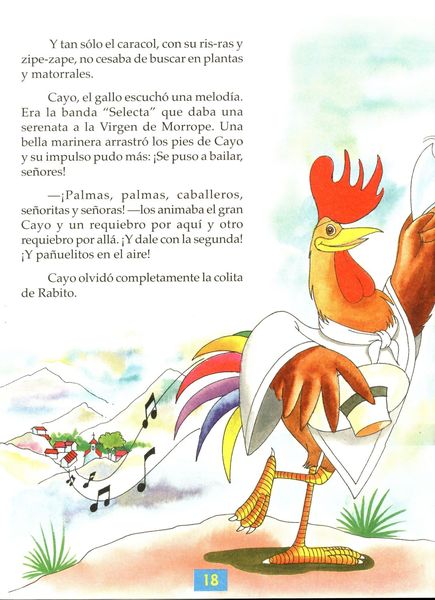 Y tan sólo el caracol, con su ris-ras y
zipe-zape, no cesaba de buscar en plantas
y matorrales.
Cayo, el gallo escuchó una melodía.
Era la banda “Selecta” que daba una
serenata a la Virgen de Morrope. Una
bella marinera arrastró los pies de Cayo
y su impulso pudo más: ¡Se puso a bailar,
señores!
—¡Palmas, palmas, caballeros,
señoritas y señoras! —los animaba el gran
Cayo y un requiebro por aquí y otro
requiebro por allá. ¡Y dale con la segunda!
¡Y pañuelitos en el aire!
Cayo olvidó completamente la colita
de Rabito.
18